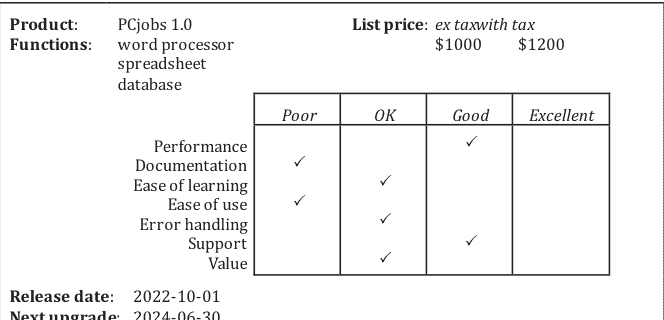 Product: PCjobs 1.0 List price: ex taxwith tax
Functions: word processor $1000 $1200
spreadsheet
database
Poor OK Good Excellent
Performance ✓
Documentation ✓
Ease of learning ✓
Ease of use ✓
Error handling ✓
Support ✓
Value ✓
Release date: 2022-10-01
Next upgrade: 2024-06-30